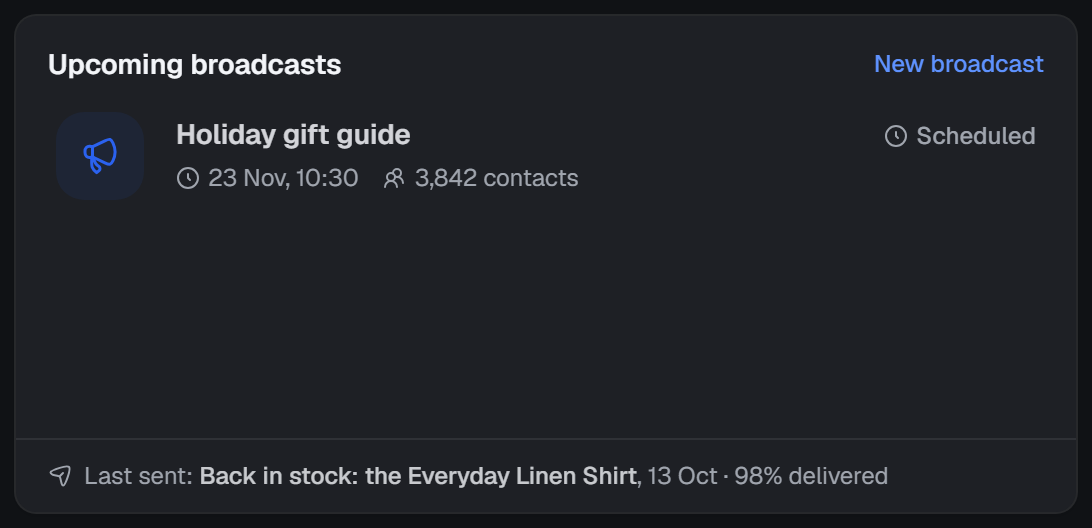 Upcoming broadcasts
New broadcast
Holiday gift guide
Scheduled
23 Nov, 10:30
3,842 contacts
Last sent: Back in stock: the Everyday Linen Shirt, 13 Oct · 98% delivered